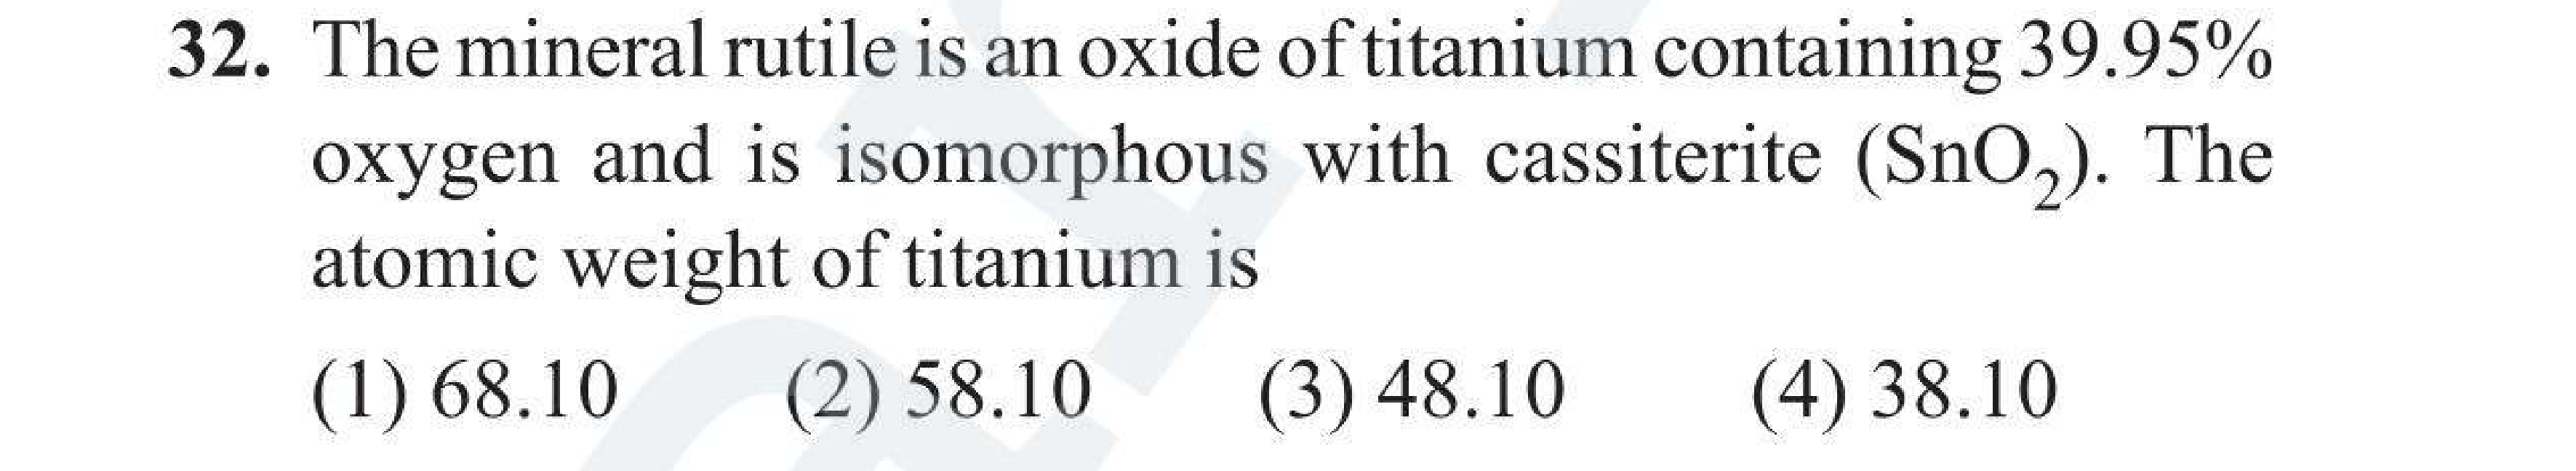 32. The mineral rutile is an oxide of titanium containing 39.95%
oxygen and is isomorphous with cassiterite (SnO₂). The
atomic weight of titanium is
(1) 68.10 (2) 58.10 (3) 48.10 (4) 38.10